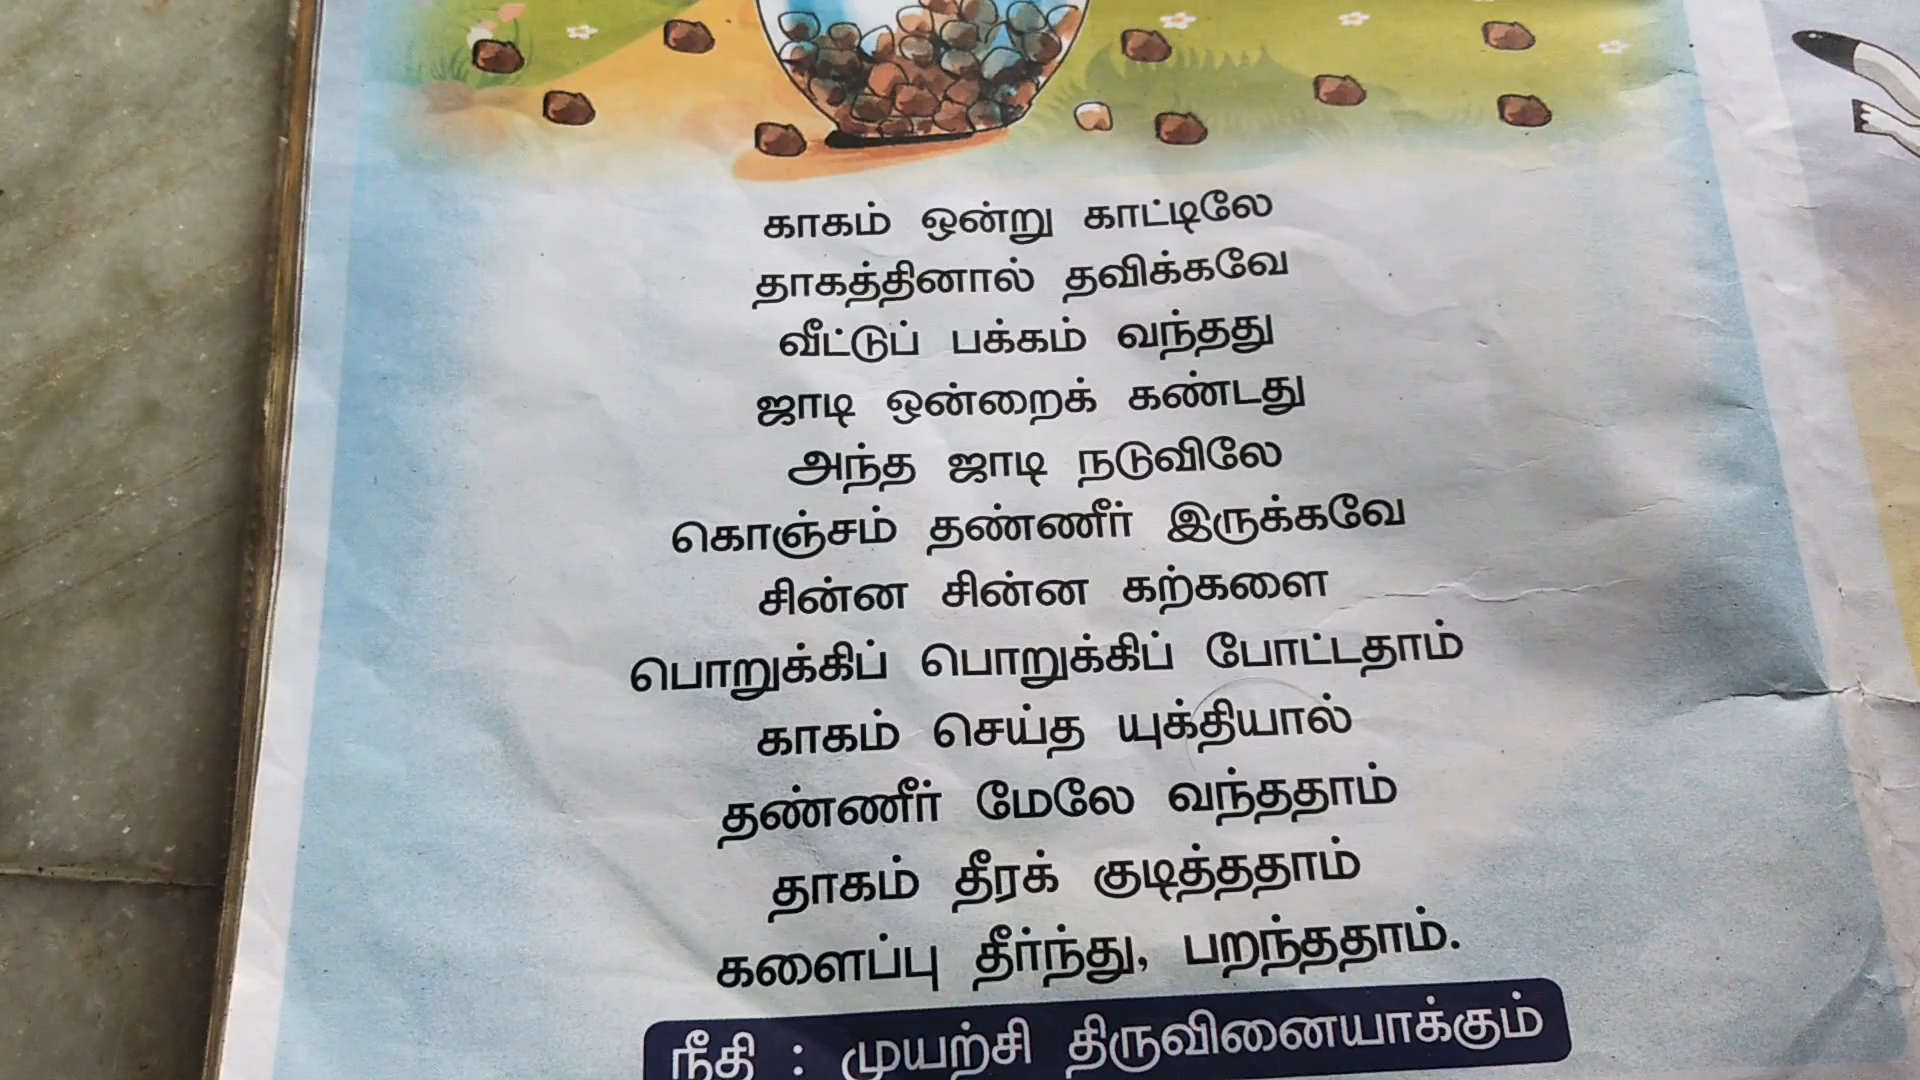 காகம் ஒன்று காட்டிலே
தாகத்தினால் தவிக்கவே
வீட்டுப் பக்கம் வந்தது
ஜாடி ஒன்றைக் கண்டது
அந்த ஜாடி நடுவிலே
கொஞ்சம் தண்ணீர் இருக்கவே
சின்ன சின்ன கற்களை
பொறுக்கிப் பொறுக்கிப் போட்டதாம்
காகம் செய்த யுக்தியால்
தண்ணீர் மேலே வந்ததாம்
தாகம் தீரக் குடித்ததாம்
களைப்பு தீர்ந்து, பறந்ததாம்.
நீதி : முயற்சி திருவினையாக்கும்